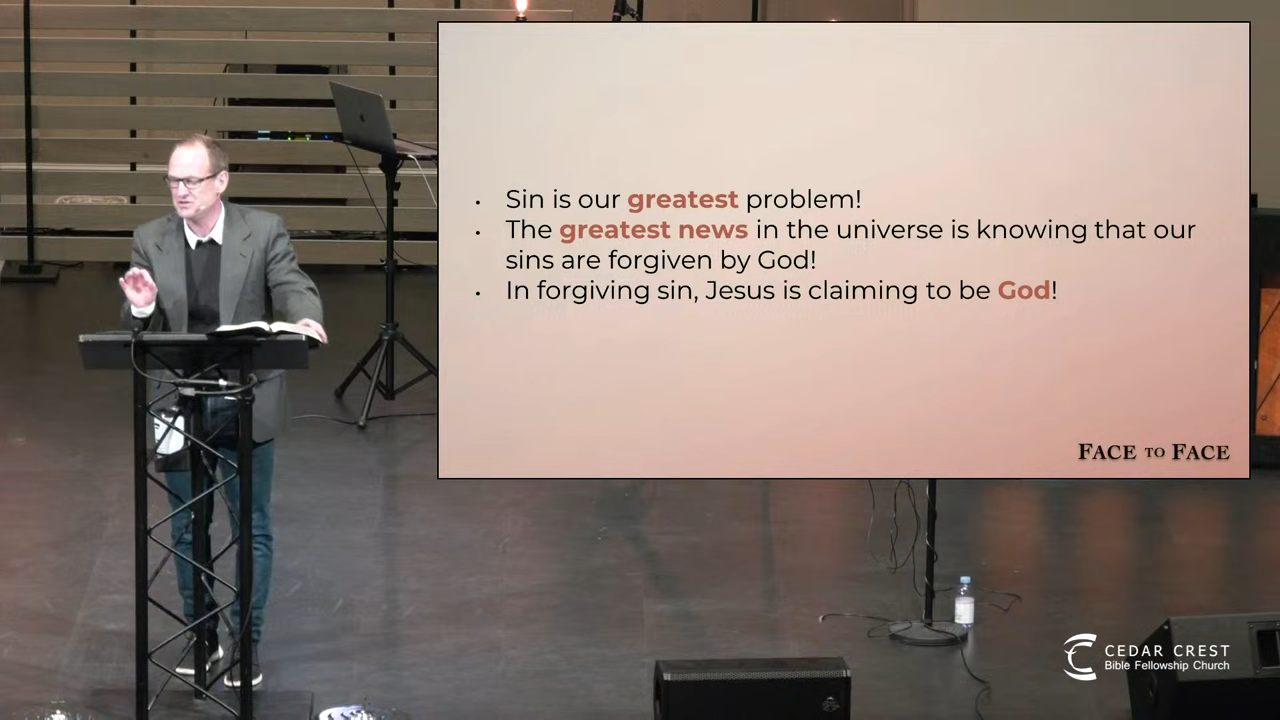 • Sin is our greatest problem!
• The greatest news in the universe is knowing that our
sins are forgiven by God!
• In forgiving sin, Jesus is claiming to be God!
FACE TO FACE
CEDAR CREST
Bible Fellowship Church